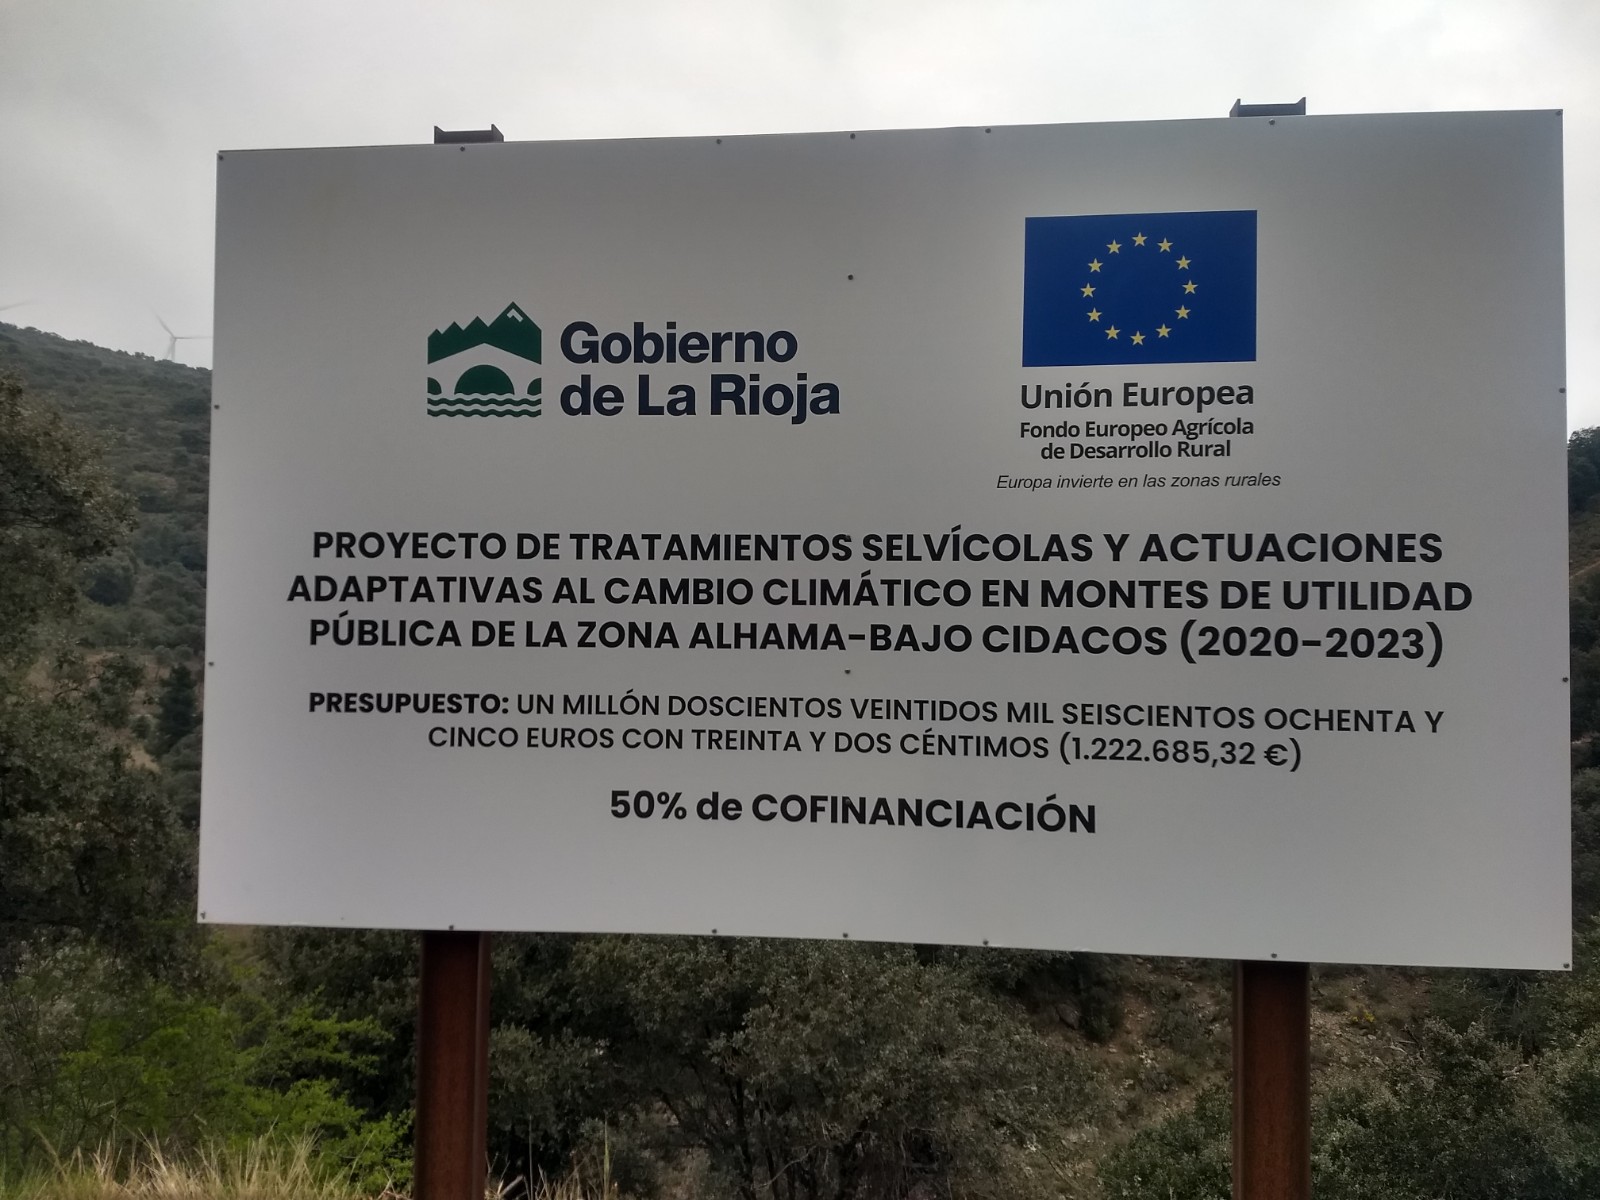 Gobierno
de La Rioja
Unión Europea
Fondo Europeo Agrícola
de Desarrollo Rural
Europa invierte en las zonas rurales
PROYECTO DE TRATAMIENTOS SELVÍCOLAS Y ACTUACIONES
ADAPTATIVAS AL CAMBIO CLIMÁTICO EN MONTES DE UTILIDAD
PÚBLICA DE LA ZONA ALHAMA-BAJO CIDACOS (2020-2023)
PRESUPUESTO: UN MILLÓN DOSCIENTOS VEINTIDOS MIL SEISCIENTOS OCHENTA Y
CINCO EUROS CON TREINTA Y DOS CÉNTIMOS (1.222.685,32 €)
50% de COFINANCIACIÓN